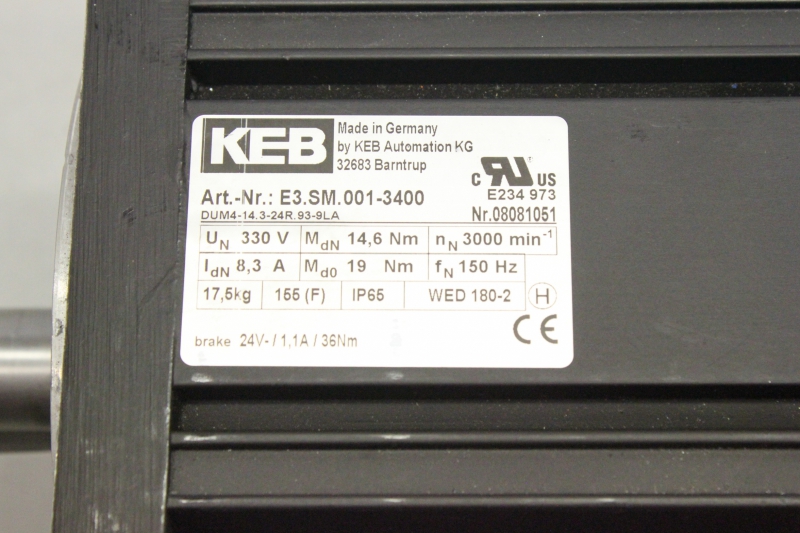 KEB
Made in Germany
by KEB Automation KG
32683 Barntrup
c RU US
E234 973
Art.-Nr.: E3.SM.001-3400
DUM4-14.3-24R.93-9LA
Nr.08081051
UN 330 V MdN 14,6 Nm nN 3000 min-1
IdN 8,3 A Md0 19 Nm fN 150 Hz
17,5kg 155 (F) IP65 WED 180-2 H
brake 24V- / 1,1A / 36Nm
CE